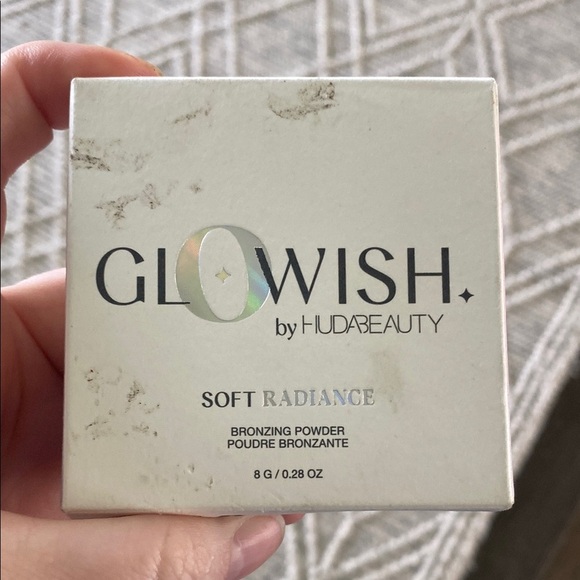 GLOWISH.
by HUDABEAUTY
SOFT RADIANCE
BRONZING POWDER
POUDRE BRONZANTE
8 G / 0.28 OZ